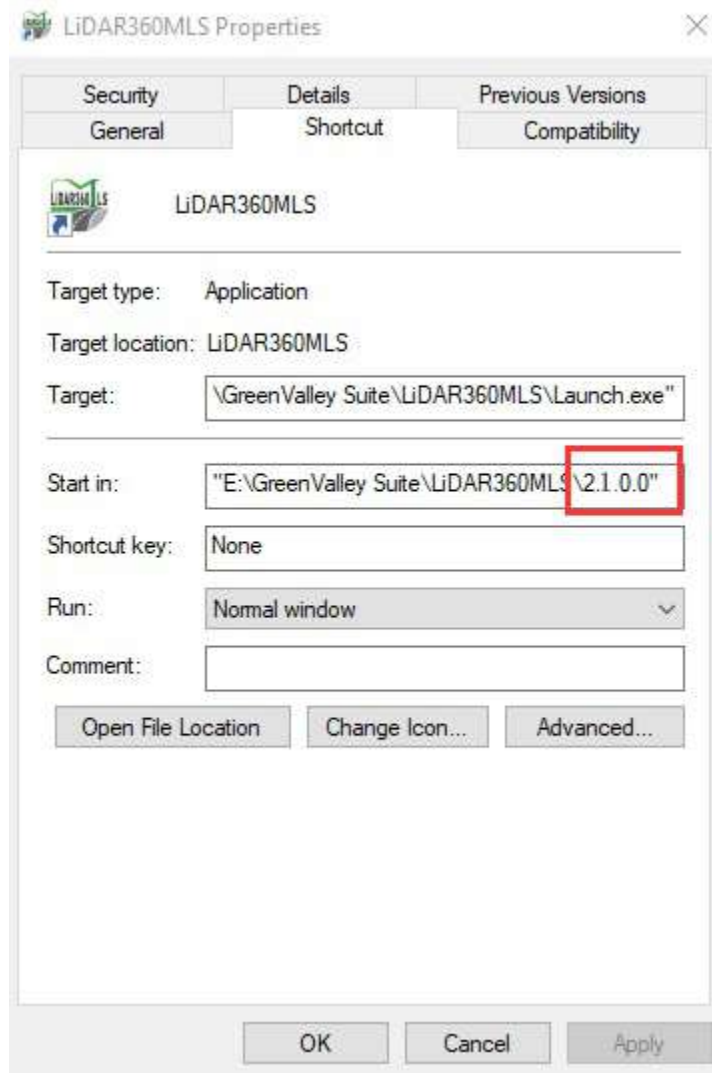 LiDAR360MLS Properties
Security Details Previous Versions
General Shortcut Compatibility
LiDAR360MLS
LiDAR360MLS
Target type: Application
Target location: LiDAR360MLS
Target: \GreenValley Suite\LiDAR360MLS\Launch.exe"
Start in: "E:\GreenValley Suite\LiDAR360MLS\2.1.0.0"
Shortcut key: None
Run: Normal window
Comment:
Open File Location Change Icon... Advanced...
OK Cancel Apply